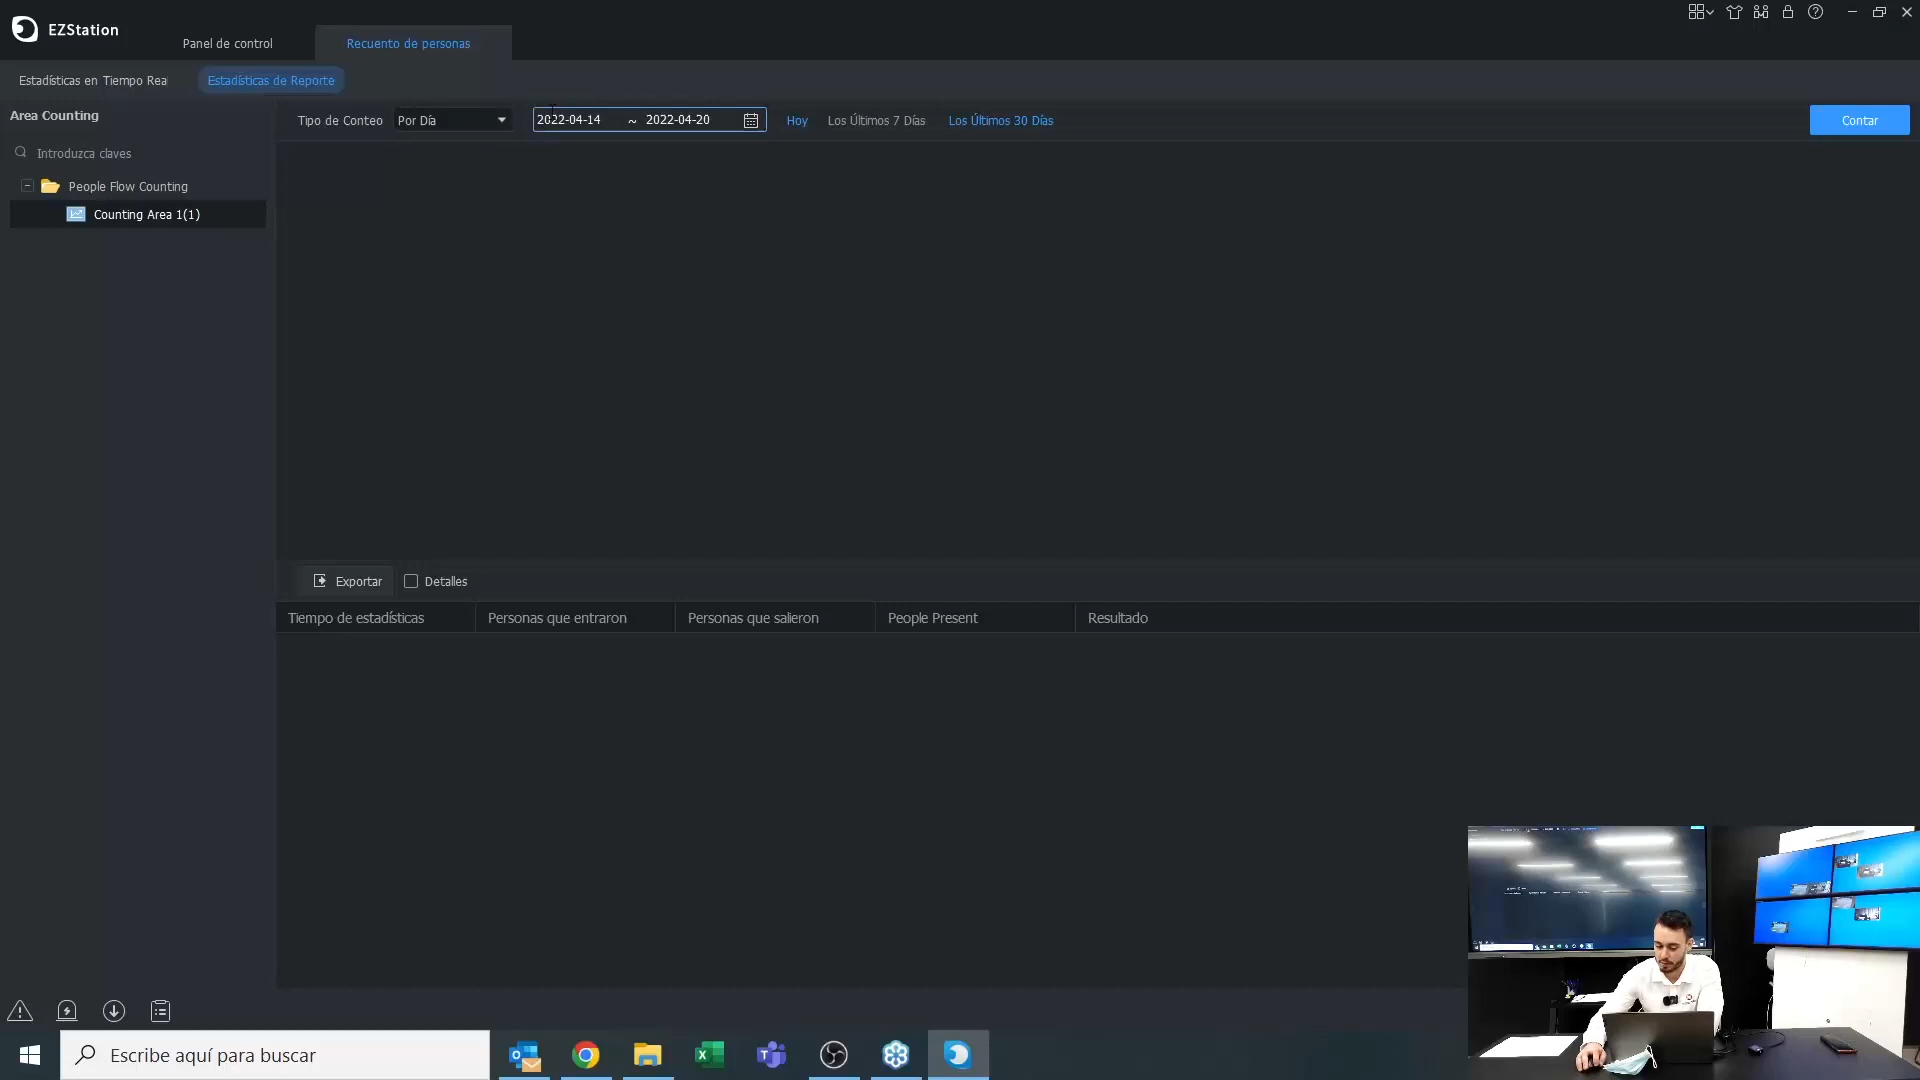 EZStation
Panel de control
Recuento de personas
Estadísticas en Tiempo Rea
Estadísticas de Reporte
Area Counting
Tipo de Conteo
Por Día
2022-04-14 ~ 2022-04-20
Hoy
Los Últimos 7 Días
Los Últimos 30 Días
Contar
Introduzca claves
People Flow Counting
Counting Area 1(1)
Exportar
Detalles
Tiempo de estadísticas
Personas que entraron
Personas que salieron
People Present
Resultado
Escribe aquí para buscar